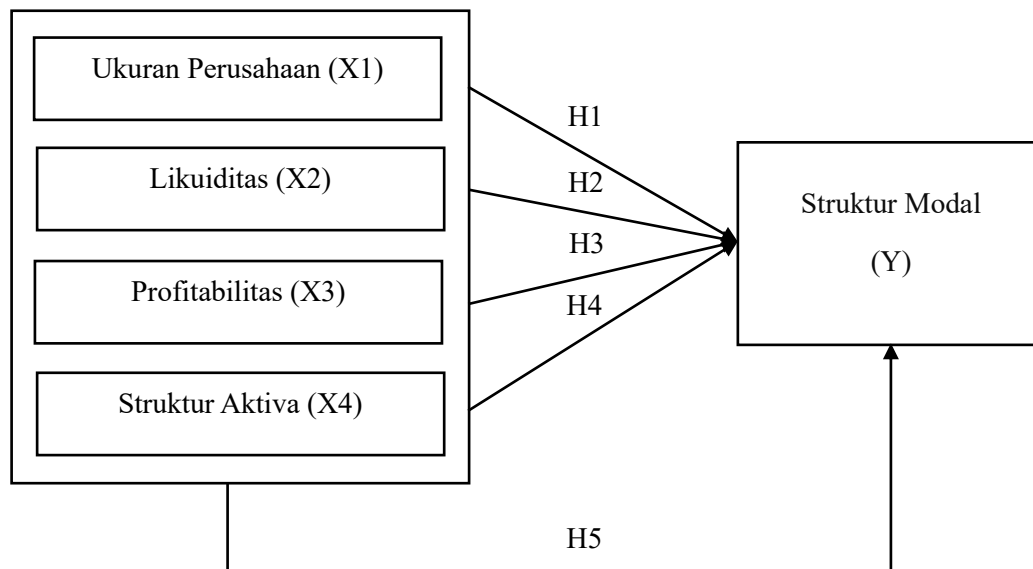 Ukuran Perusahaan (X1)
Likuiditas (X2)
Profitabilitas (X3)
Struktur Aktiva (X4)
H1
H2
H3
H4
Struktur Modal
(Y)
H5